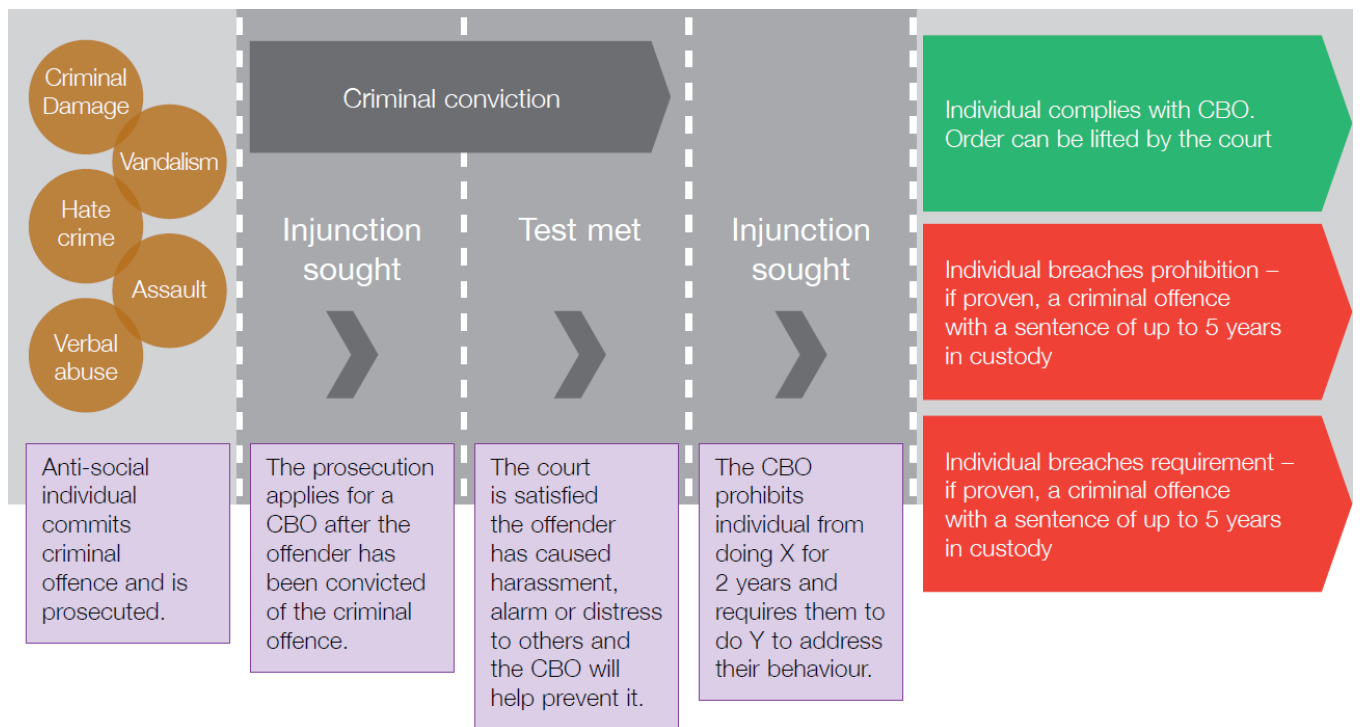 Criminal
Damage
Vandalism
Hate
crime
Assault
Verbal
abuse
Anti-social
individual
commits
criminal
offence and is
prosecuted.
Criminal conviction
Injunction
sought
The prosecution
applies for a
CBO after the
offender has
been convicted
of the criminal
offence.
Test met
The court
is satisfied
the offender
has caused
harassment,
alarm or distress
to others and
the CBO will
help prevent it.
Injunction
sought
The CBO
prohibits
individual from
doing X for
2 years and
requires them to
do Y to address
their behaviour.
Individual complies with CBO.
Order can be lifted by the court
Individual breaches prohibition –
if proven, a criminal offence
with a sentence of up to 5 years
in custody
Individual breaches requirement –
if proven, a criminal offence
with a sentence of up to 5 years
in custody